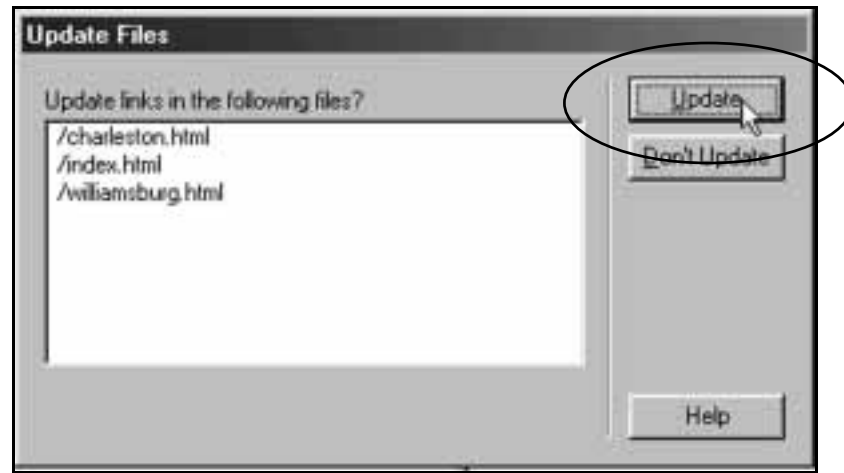 Update Files
Update links in the following files?
/charleston.html
/index.html
/williamsburg.html
Update
Don't Update
Help